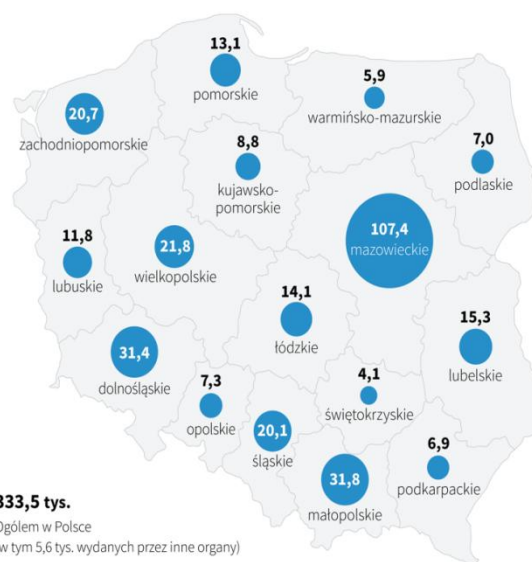 13,1
pomorskie
5,9
warmińsko-mazurskie
20,7
zachodniopomorskie
8,8
kujawsko-
pomorskie
7,0
podlaskie
107,4
mazowieckie
11,8
lubuskie
21,8
wielkopolskie
14,1
łódzkie
15,3
lubelskie
31,4
dolnośląskie
7,3
opolskie
20,1
śląskie
4,1
świętokrzyskie
31,8
małopolskie
6,9
podkarpackie
333,5 tys.
Ogólem w Polsce
w tym 5,6 tys. wydanych przez inne organy)